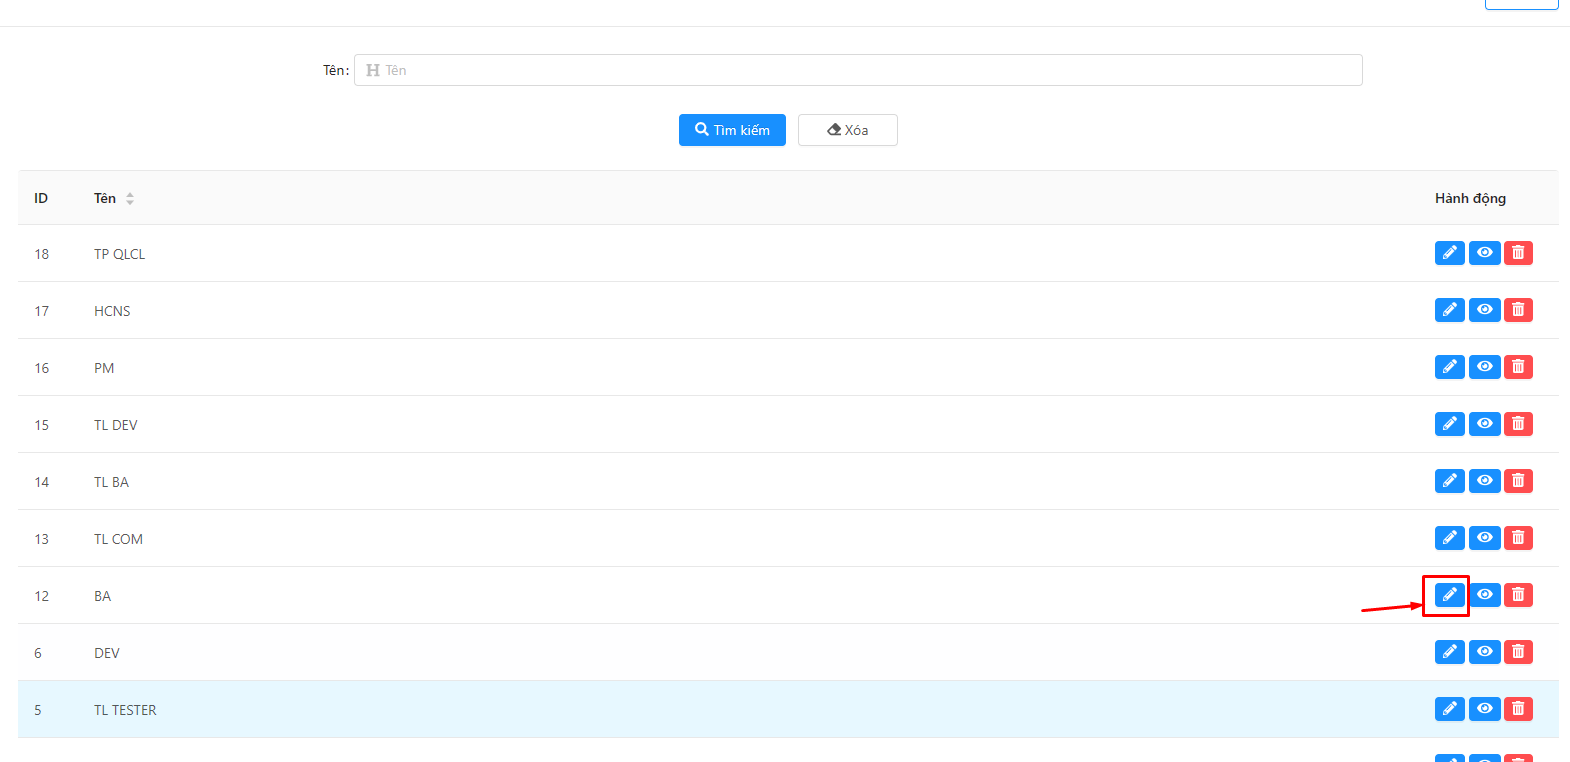 Tên: H Tên
Tìm kiếm Xóa
ID Tên Hành động
18 TP QLCL
17 HCNS
16 PM
15 TL DEV
14 TL BA
13 TL COM
12 BA
6 DEV
5 TL TESTER